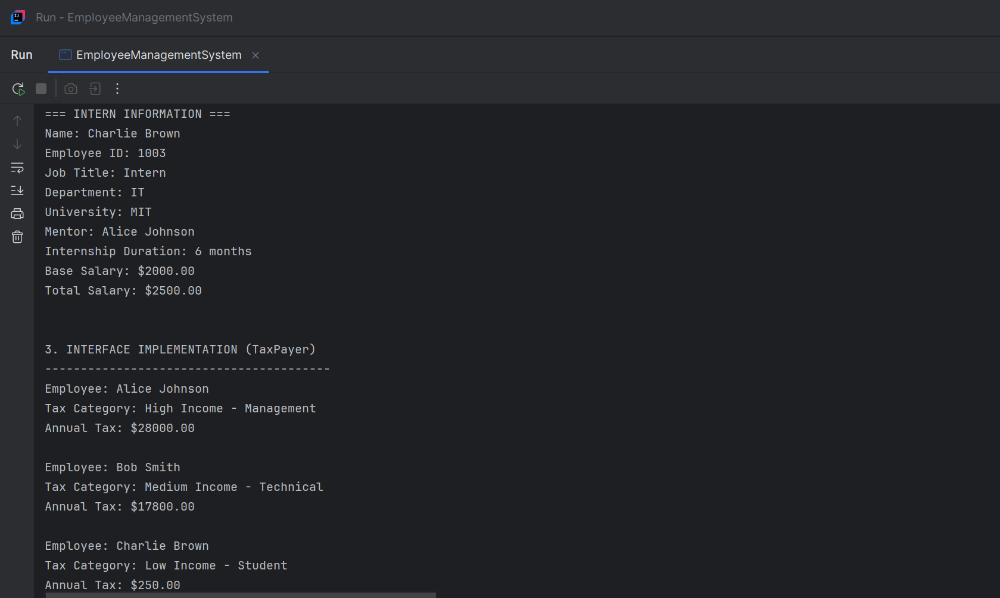 Run - EmployeeManagementSystem
Run EmployeeManagementSystem
=== INTERN INFORMATION ===
Name: Charlie Brown
Employee ID: 1003
Job Title: Intern
Department: IT
University: MIT
Mentor: Alice Johnson
Internship Duration: 6 months
Base Salary: $2000.00
Total Salary: $2500.00
3. INTERFACE IMPLEMENTATION (TaxPayer)
----------------------------------------
Employee: Alice Johnson
Tax Category: High Income - Management
Annual Tax: $28000.00
Employee: Bob Smith
Tax Category: Medium Income - Technical
Annual Tax: $17800.00
Employee: Charlie Brown
Tax Category: Low Income - Student
Annual Tax: $250.00